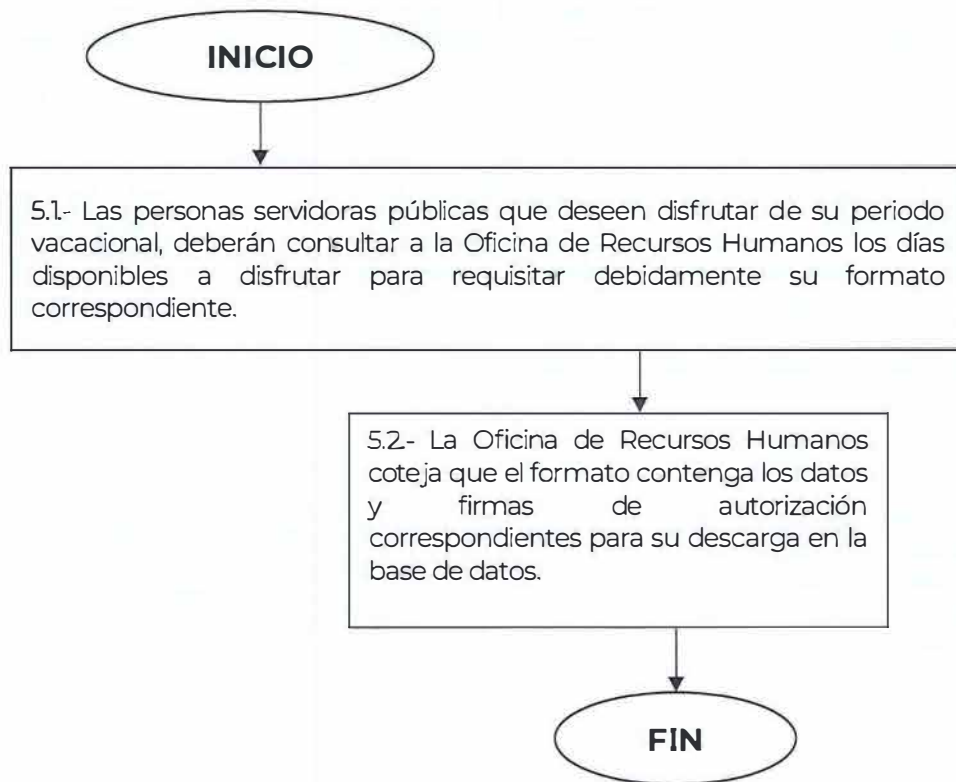 INICIO
5.1.- Las personas servidoras públicas que deseen disfrutar de su periodo
vacacional, deberán consultar a la Oficina de Recursos Humanos los días
disponibles a disfrutar para requisitar debidamente su formato
correspondiente.
5.2.- La Oficina de Recursos Humanos
coteja que el formato contenga los datos
y firmas de autorización
correspondientes para su descarga en la
base de datos.
FIN